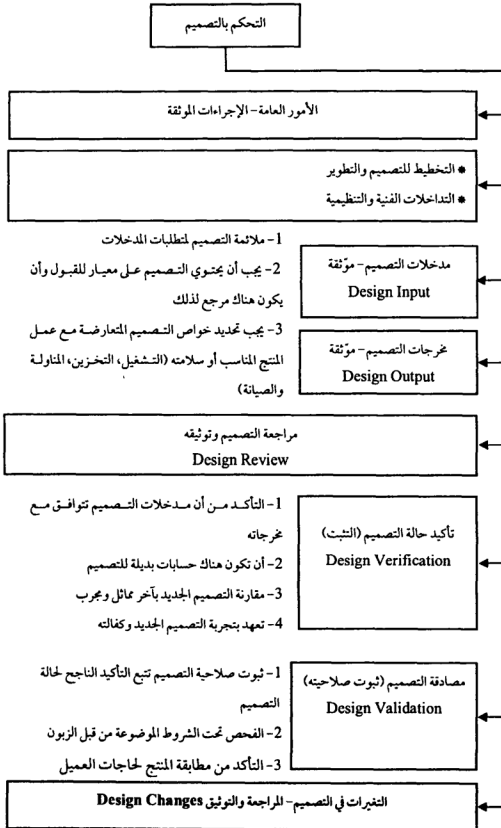 التحكم بالتصميم
الأمور العامة- الإجراءات الموثقة
* التخطيط للتصميم والتطوير
* التداخلات الفنية والتنظيمية
مدخلات التصميم- موّثقة
Design Input
مخرجات التصميم- موّثقة
Design Output
1- ملائمة التصميم لمتطلبات المدخلات
2- يجب أن يحتوي التصميم على معيار للقبول وأن
يكون هناك مرجع لذلك
3- يجب تحديد خواص التصميم المتعارضة مع عمل
المنتج المناسب أو سلامته (التشغيل، التخزين، المناولة
والصيانة)
مراجعة التصميم وتوثيقه
Design Review
تأكيد حالة التصميم (التثبت)
Design Verification
1- التأكد من أن مدخلات التصميم تتوافق مع
مخرجاته
2- أن تكون هناك حسابات بديلة للتصميم
3- مقارنة التصميم الجديد بآخر مماثل ومجرب
4- تعهد بتجربة التصميم الجديد وكفالته
مصادقة التصميم (ثبوت صلاحيته)
Design Validation
1- ثبوت صلاحية التصميم تتبع التأكيد الناجح لحالة
التصميم
2- الفحص تحت الشروط الموضوعة من قبل الزبون
3- التأكد من مطابقة المنتج لحاجات العميل
التغيرات في التصميم- المراجعة والتوثيق Design Changes